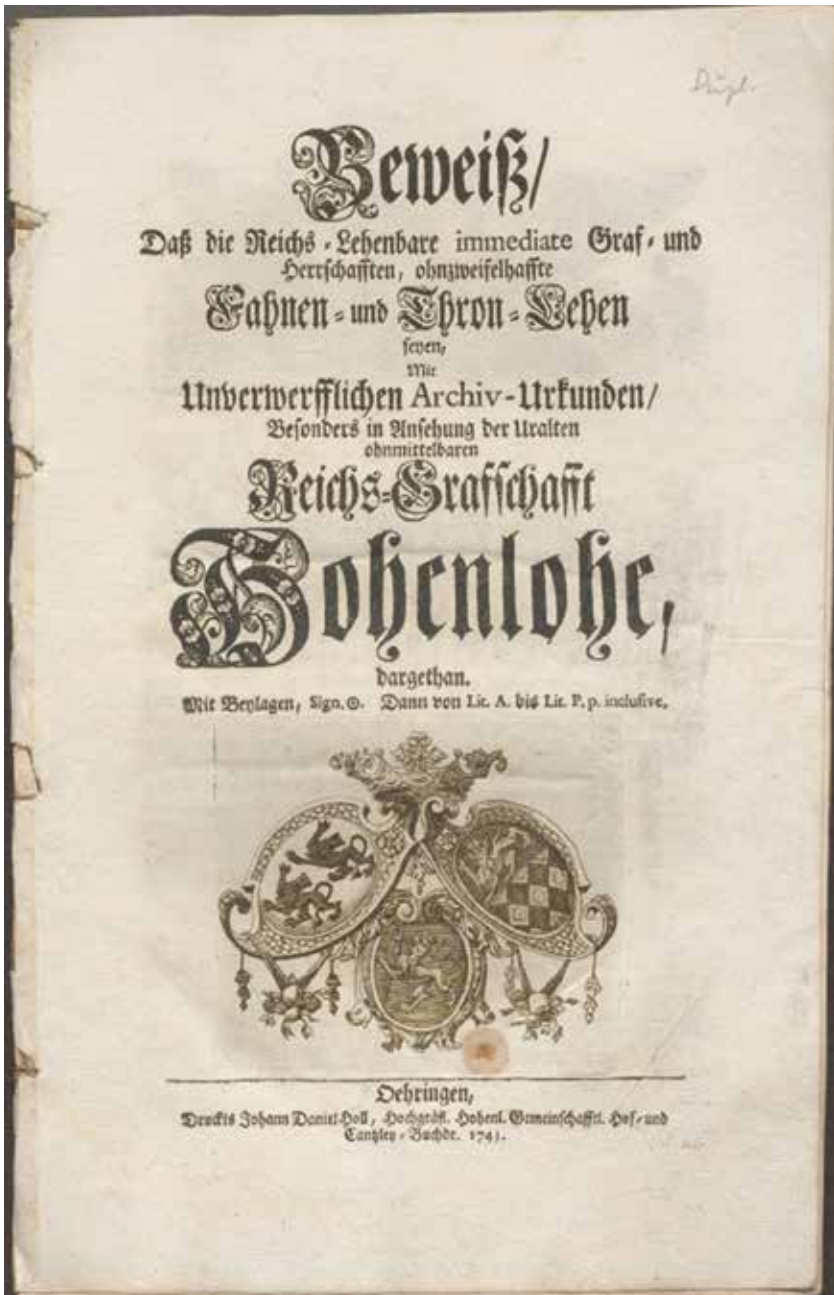 Dupl.
Beweiß/
Daß die Reichs-Lehenbare immediate Graf- und
Herrschafften, ohnzweifelhaffte
Fahnen- und Thron-Lehen
seyen,
Mit
Unverwerfflichen Archiv-Urkunden/
Besonders in Ansehung der Uralten
ohnmittelbaren
Reichs-Grafschafft
Hohenlohe,
dargethan.
Mit Beylagen, Sign. ☉. Dann von Lit. A. bis Lit. P. p. inclusive.
Oehringen,
Druckts Johann Daniel Holl, Hochgräfl. Hohenl. Gemeinschafftl. Hof- und
Cantzley-Buchdr. 1743.